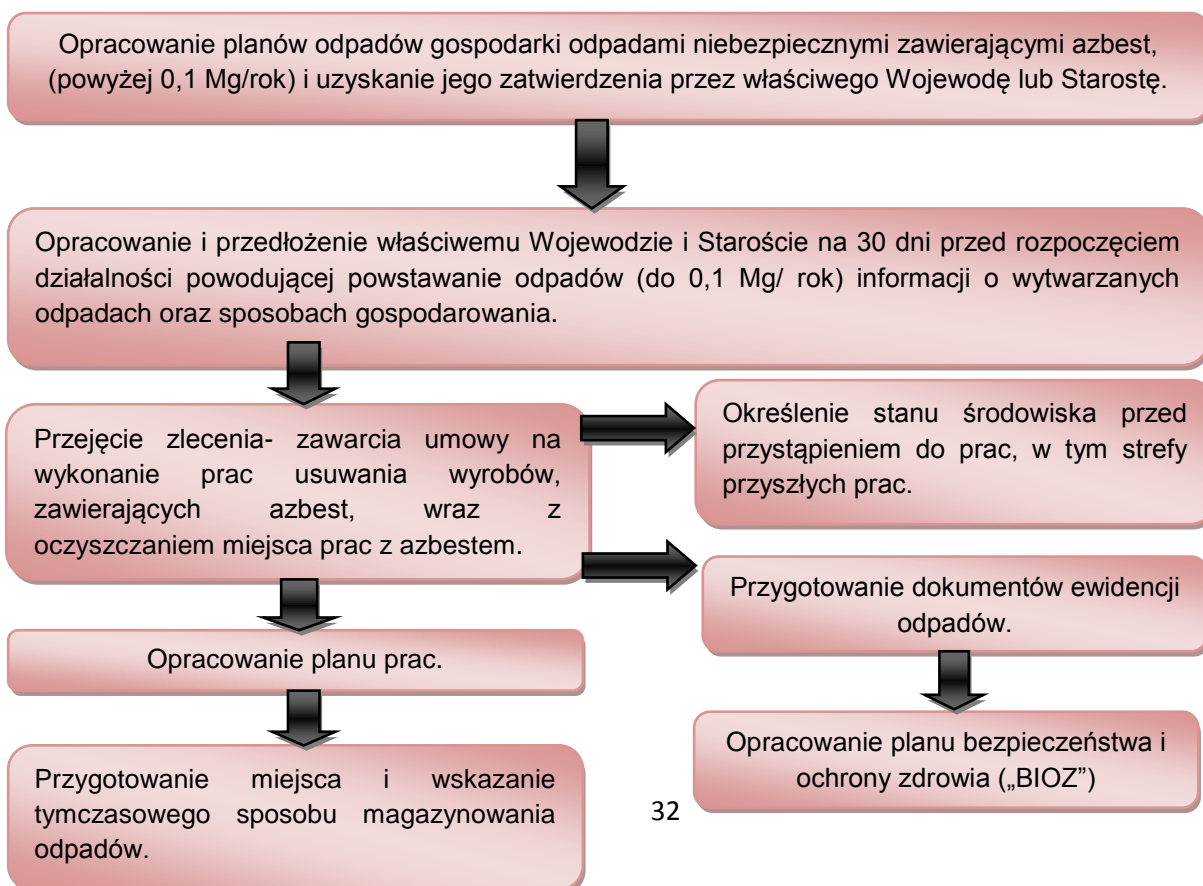 Opracowanie planów odpadów gospodarki odpadami niebezpiecznymi zawierającymi azbest,
(powyżej 0,1 Mg/rok) i uzyskanie jego zatwierdzenia przez właściwego Wojewodę lub Starostę.
Opracowanie i przedłożenie właściwemu Wojewodzie i Staroście na 30 dni przed rozpoczęciem
działalności powodującej powstawanie odpadów (do 0,1 Mg/ rok) informacji o wytwarzanych
odpadach oraz sposobach gospodarowania.
Przejęcie zlecenia- zawarcia umowy na
wykonanie prac usuwania wyrobów,
zawierających azbest, wraz z
oczyszczaniem miejsca prac z azbestem.
Określenie stanu środowiska przed
przystąpieniem do prac, w tym strefy
przyszłych prac.
Przygotowanie dokumentów ewidencji
odpadów.
Opracowanie planu prac.
Opracowanie planu bezpieczeństwa i
ochrony zdrowia („BIOZ”)
Przygotowanie miejsca i wskazanie
tymczasowego sposobu magazynowania
odpadów.
32